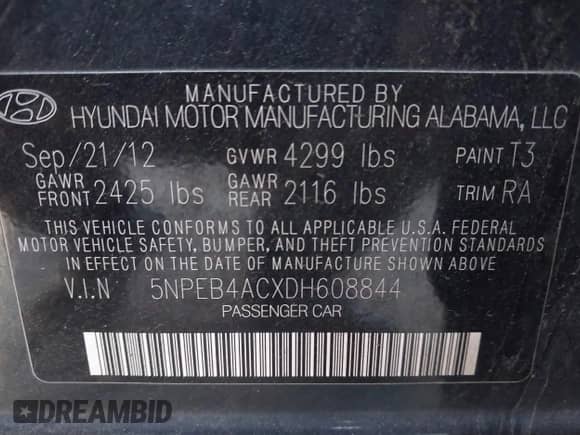 MANUFACTURED BY
HYUNDAI MOTOR MANUFACTURING ALABAMA, LLC
Sep/21/12 GVWR 4299 lbs PAINT T3
GAWR FRONT 2425 lbs GAWR REAR 2116 lbs TRIM RA
THIS VEHICLE CONFORMS TO ALL APPLICABLE U.S.A. FEDERAL
MOTOR VEHICLE SAFETY, BUMPER, AND THEFT PREVENTION STANDARDS
IN EFFECT ON THE DATE OF MANUFACTURE SHOWN ABOVE
V.I.N 5NPEB4ACXDH608844
PASSENGER CAR
DREAMBID